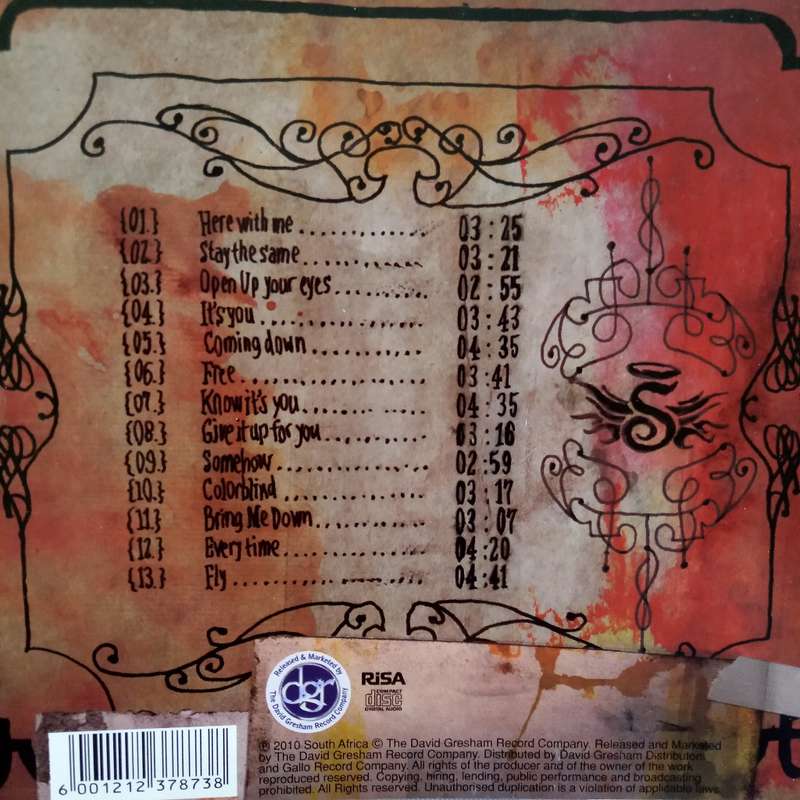 {01.} Here with me .............. 03:25
{02.} Stay the same ............. 03:21
{03.} Open Up your eyes .......... 02:55
{04.} It's you ................. 03:43
{05.} Coming down ............. 04:35
{06.} Free ................... 03:41
{07.} Know it's you ............. 04:35
{08.} Give it up for you ........... 03:16
{09.} Somehow ............... 02:59
{10.} Colorblind .............. 03:17
{11.} Bring Me Down ........... 03:07
{12.} Every time .............. 04:20
{13.} Fly ................... 04:41
S
Released & Marketed by
dgr
The David Gresham Record Company
RiSA
COMPACT
disc
DIGITAL AUDIO
℗ 2010 South Africa © The David Gresham Record Company. Released and Marketed
by The David Gresham Record Company. Distributed by David Gresham Distributors
and Gallo Record Company. All rights of the producer and of the owner of the work
reproduced reserved. Copying, hiring, lending, public performance and broadcasting
prohibited. All Rights Reserved. Unauthorised duplication is a violation of applicable laws.
6 001212 378738